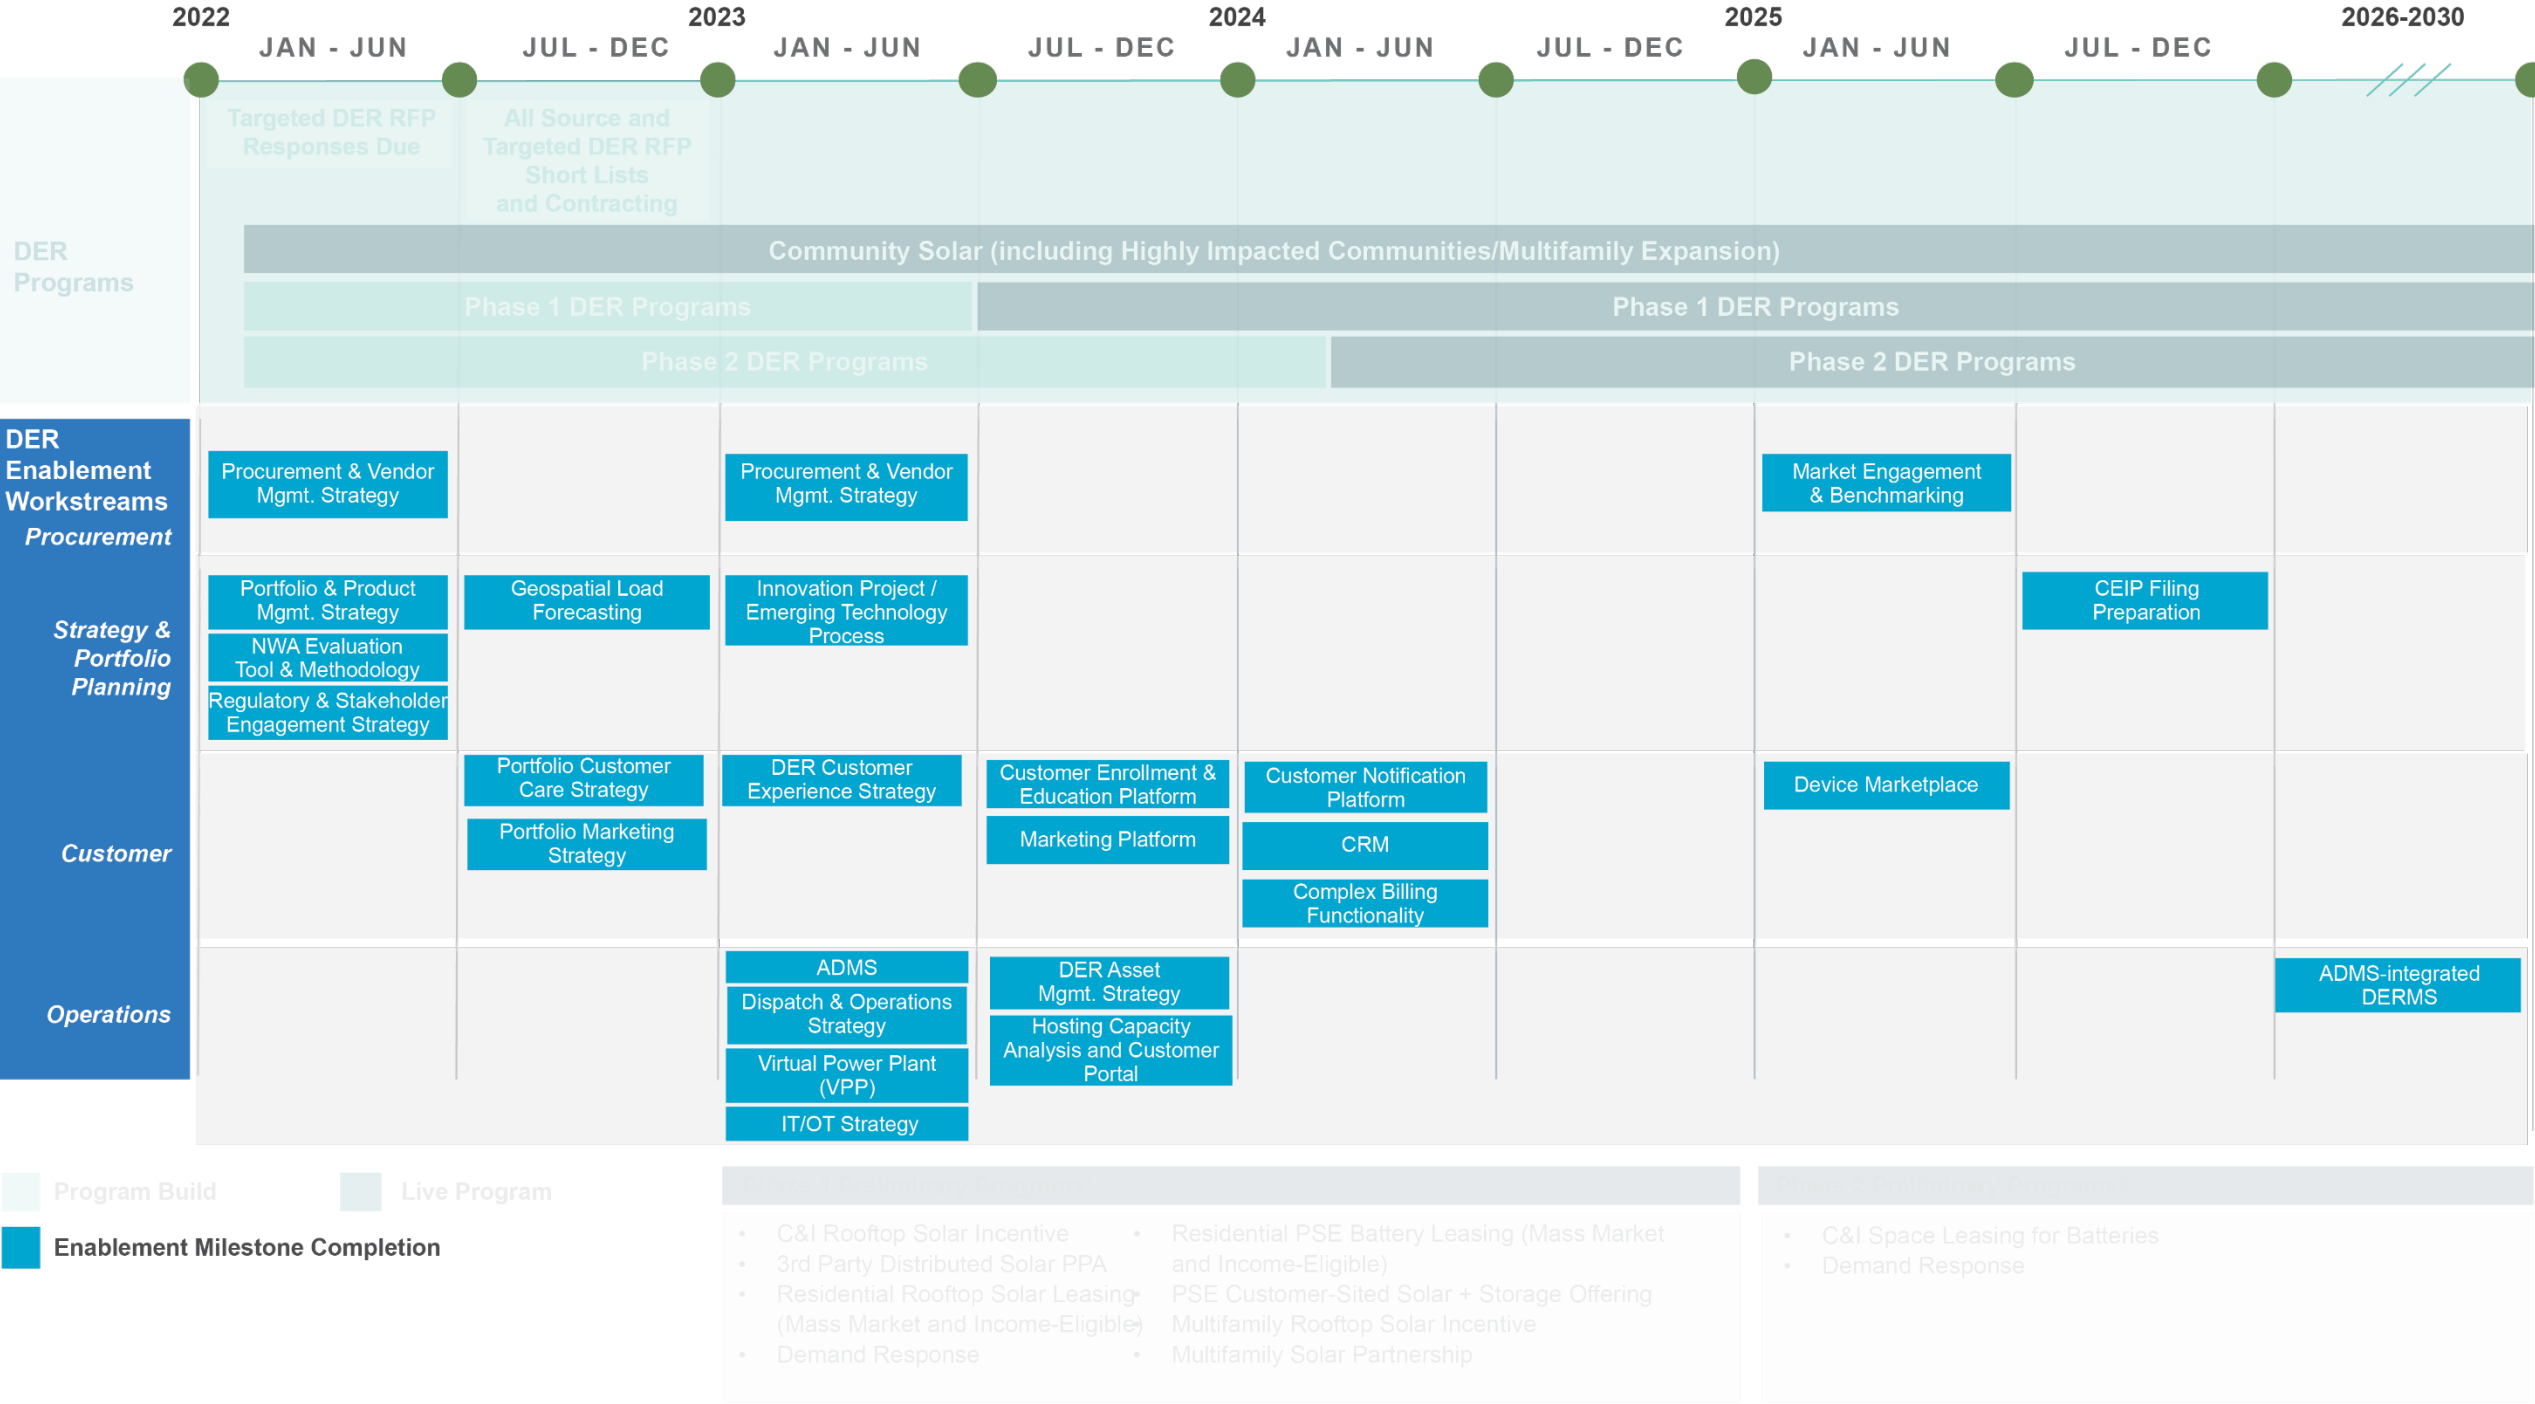 2022
2023
2024
2025
2026-2030
JAN - JUN
JUL - DEC
JAN - JUN
JUL - DEC
JAN - JUN
JUL - DEC
JAN - JUN
JUL - DEC
DER
Programs
Targeted DER RFP
Responses Due
All Source and
Targeted DER RFP
Short Lists
and Contracting
Community Solar (including Highly Impacted Communities/Multifamily Expansion)
Phase 1 DER Programs
Phase 1 DER Programs
Phase 2 DER Programs
Phase 2 DER Programs
DER
Enablement
Workstreams
Procurement
Procurement & Vendor
Mgmt. Strategy
Procurement & Vendor
Mgmt. Strategy
Market Engagement
& Benchmarking
Strategy &
Portfolio
Planning
Portfolio & Product
Mgmt. Strategy
NWA Evaluation
Tool & Methodology
Regulatory & Stakeholder
Engagement Strategy
Geospatial Load
Forecasting
Innovation Project /
Emerging Technology
Process
CEIP Filing
Preparation
Customer
Portfolio Customer
Care Strategy
Portfolio Marketing
Strategy
DER Customer
Experience Strategy
Customer Enrollment &
Education Platform
Marketing Platform
Customer Notification
Platform
CRM
Complex Billing
Functionality
Device Marketplace
Operations
ADMS
Dispatch & Operations
Strategy
Virtual Power Plant
(VPP)
IT/OT Strategy
DER Asset
Mgmt. Strategy
Hosting Capacity
Analysis and Customer
Portal
ADMS-integrated
DERMS
Program Build
Live Program
Enablement Milestone Completion
• C&I Rooftop Solar Incentive
• 3rd Party Distributed Solar PPA
• Residential Rooftop Solar Leasing
(Mass Market and Income-Eligible)
• Demand Response
• Residential PSE Battery Leasing (Mass Market
and Income-Eligible)
• PSE Customer-Sited Solar + Storage Offering
• Multifamily Rooftop Solar Incentive
• Multifamily Solar Partnership
• C&I Space Leasing for Batteries
• Demand Response